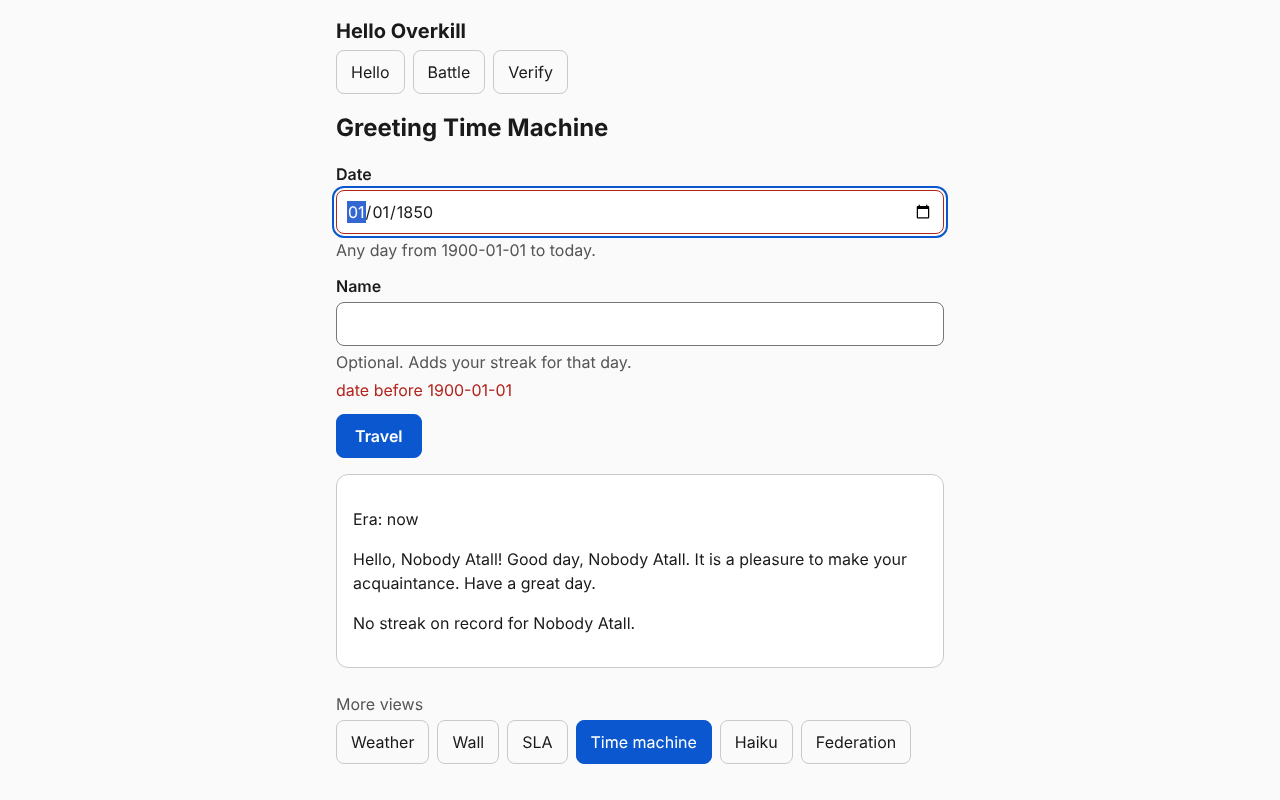 Hello Overkill
Hello Battle Verify
Greeting Time Machine
Date
01/01/1850
Any day from 1900-01-01 to today.
Name
Optional. Adds your streak for that day.
date before 1900-01-01
Travel
Era: now
Hello, Nobody Atall! Good day, Nobody Atall. It is a pleasure to make your
acquaintance. Have a great day.
No streak on record for Nobody Atall.
More views
Weather Wall SLA Time machine Haiku Federation